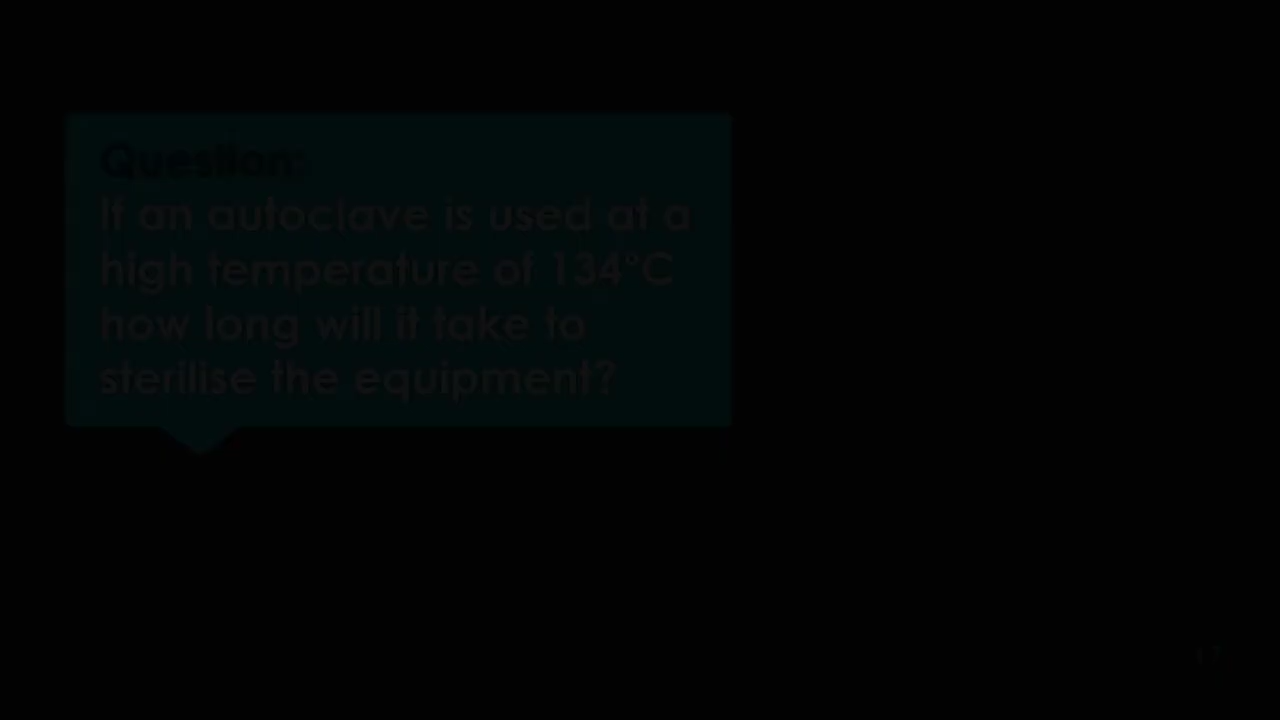 Question:
If an autoclave is used at a
high temperature of 134°C
how long will it take to
sterilise the equipment?
17